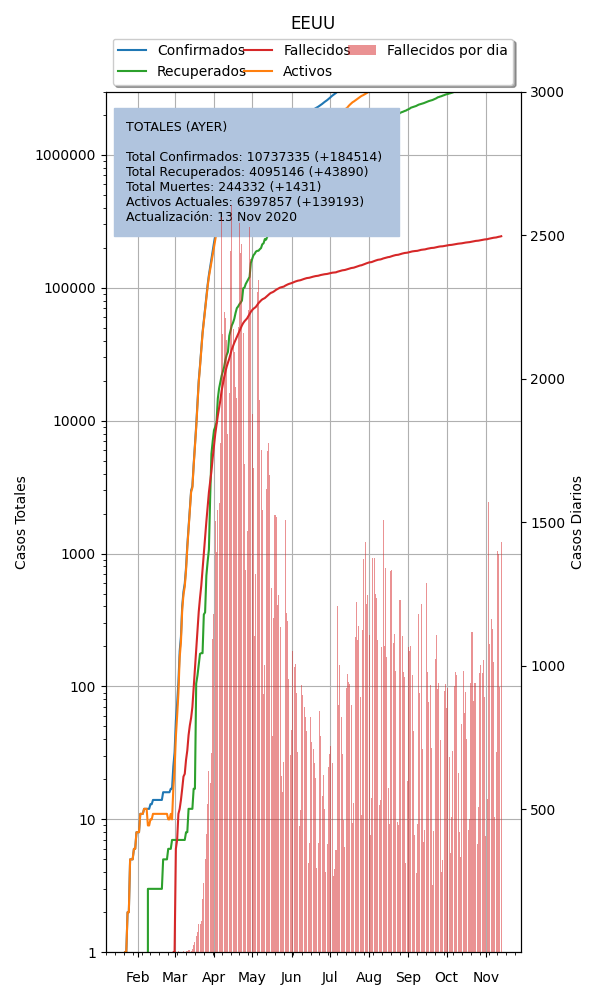 EEUU
Confirmados Fallecidos Fallecidos por dia
Recuperados Activos
TOTALES (AYER)
Total Confirmados: 10737335 (+184514)
Total Recuperados: 4095146 (+43890)
Total Muertes: 244332 (+1431)
Activos Actuales: 6397857 (+139193)
Actualización: 13 Nov 2020
Casos Totales
1000000
100000
10000
1000
100
10
1
3000
2500
2000
1500
1000
500
Casos Diarios
Feb Mar Apr May Jun Jul Aug Sep Oct Nov